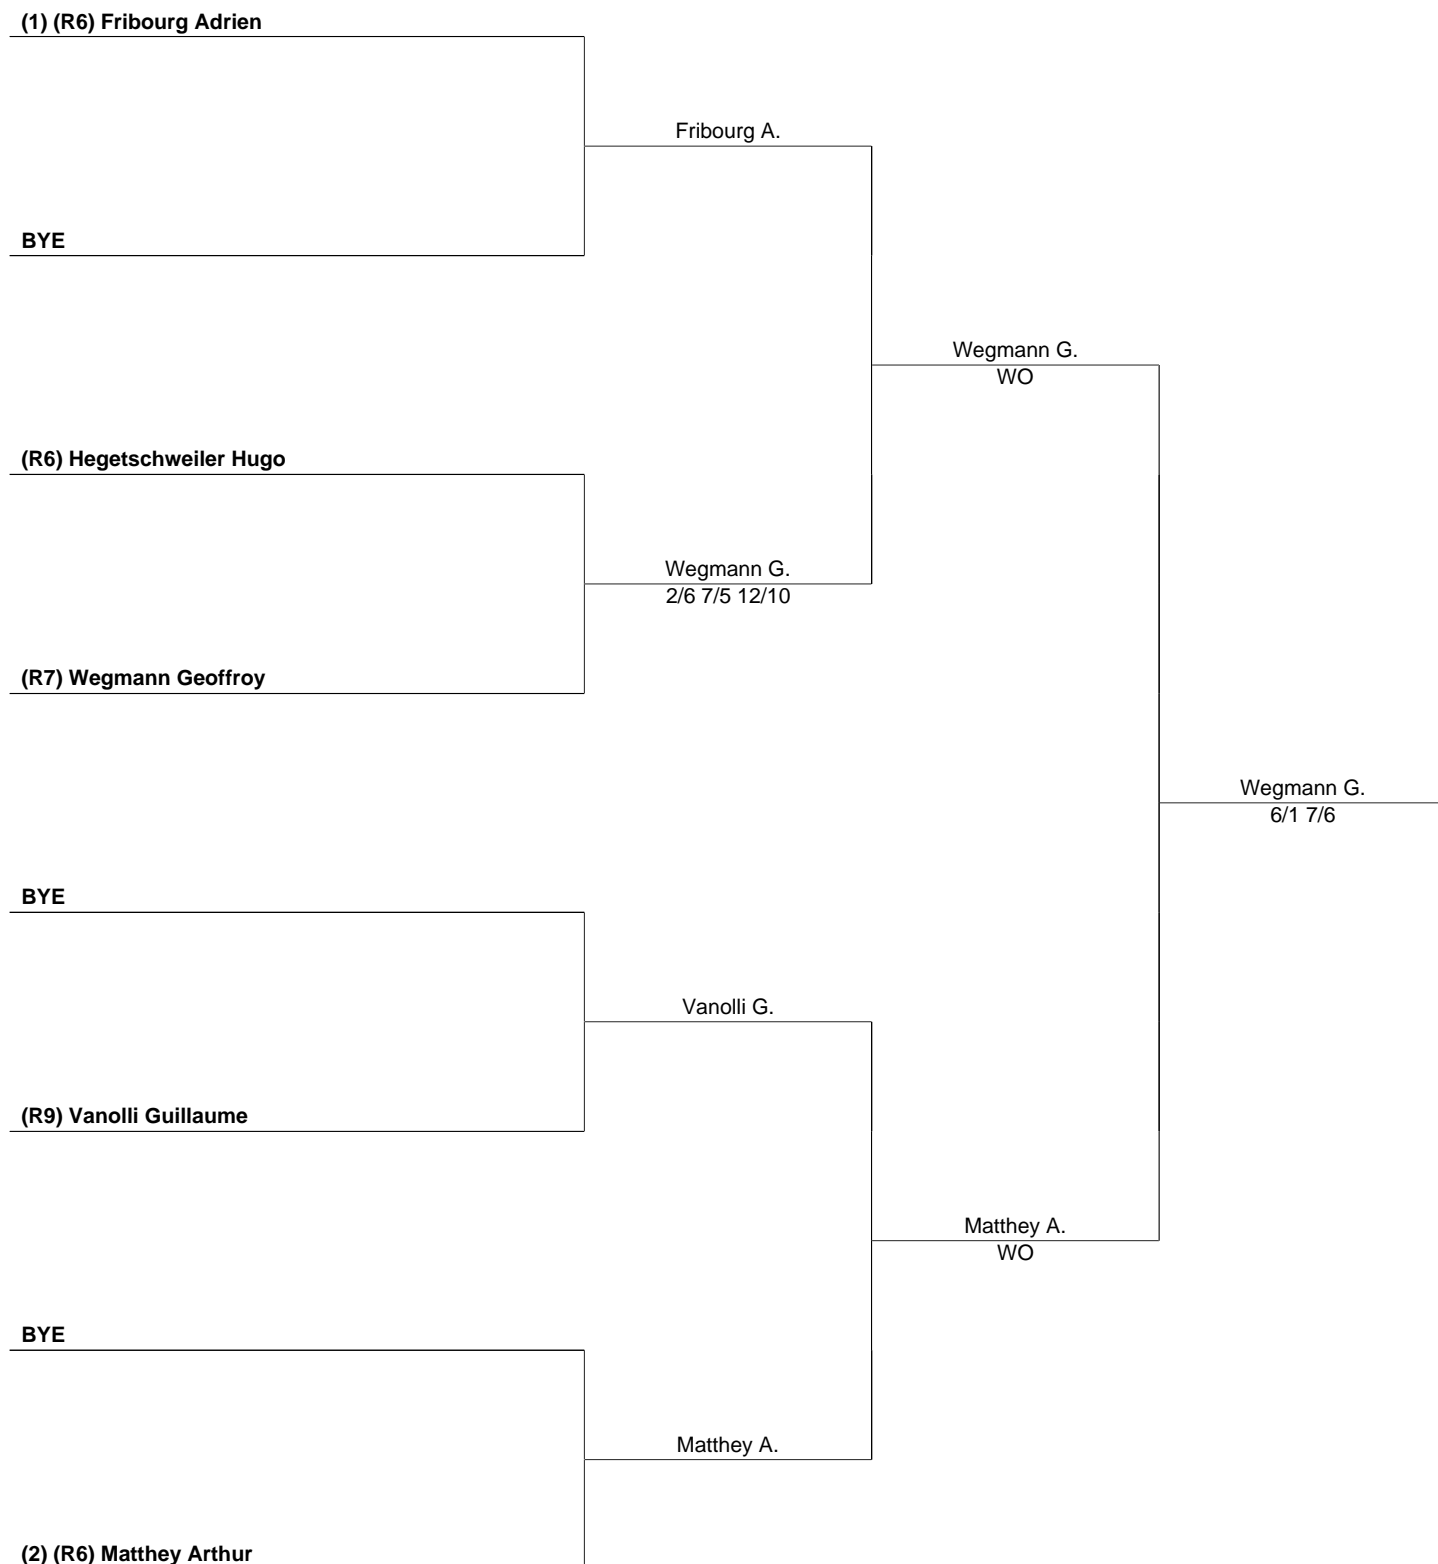 (1) (R6) Fribourg Adrien
Fribourg A.
BYE
Wegmann G.
WO
(R6) Hegetschweiler Hugo
Wegmann G.
2/6 7/5 12/10
(R7) Wegmann Geoffroy
Wegmann G.
6/1 7/6
BYE
Vanolli G.
(R9) Vanolli Guillaume
Matthey A.
WO
BYE
Matthey A.
(2) (R6) Matthey Arthur